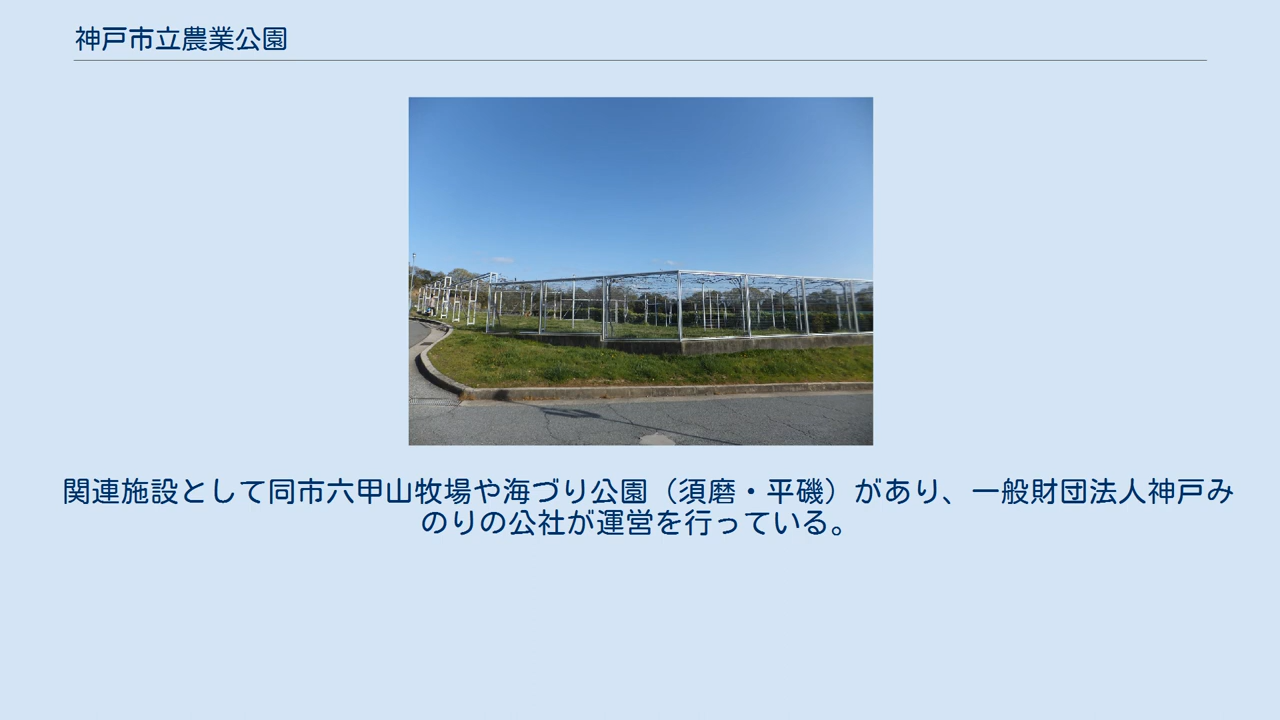 神戸市立農業公園
関連施設として同市六甲山牧場や海づり公園（須磨・平磯）があり、一般財団法人神戸み
のりの公社が運営を行っている。